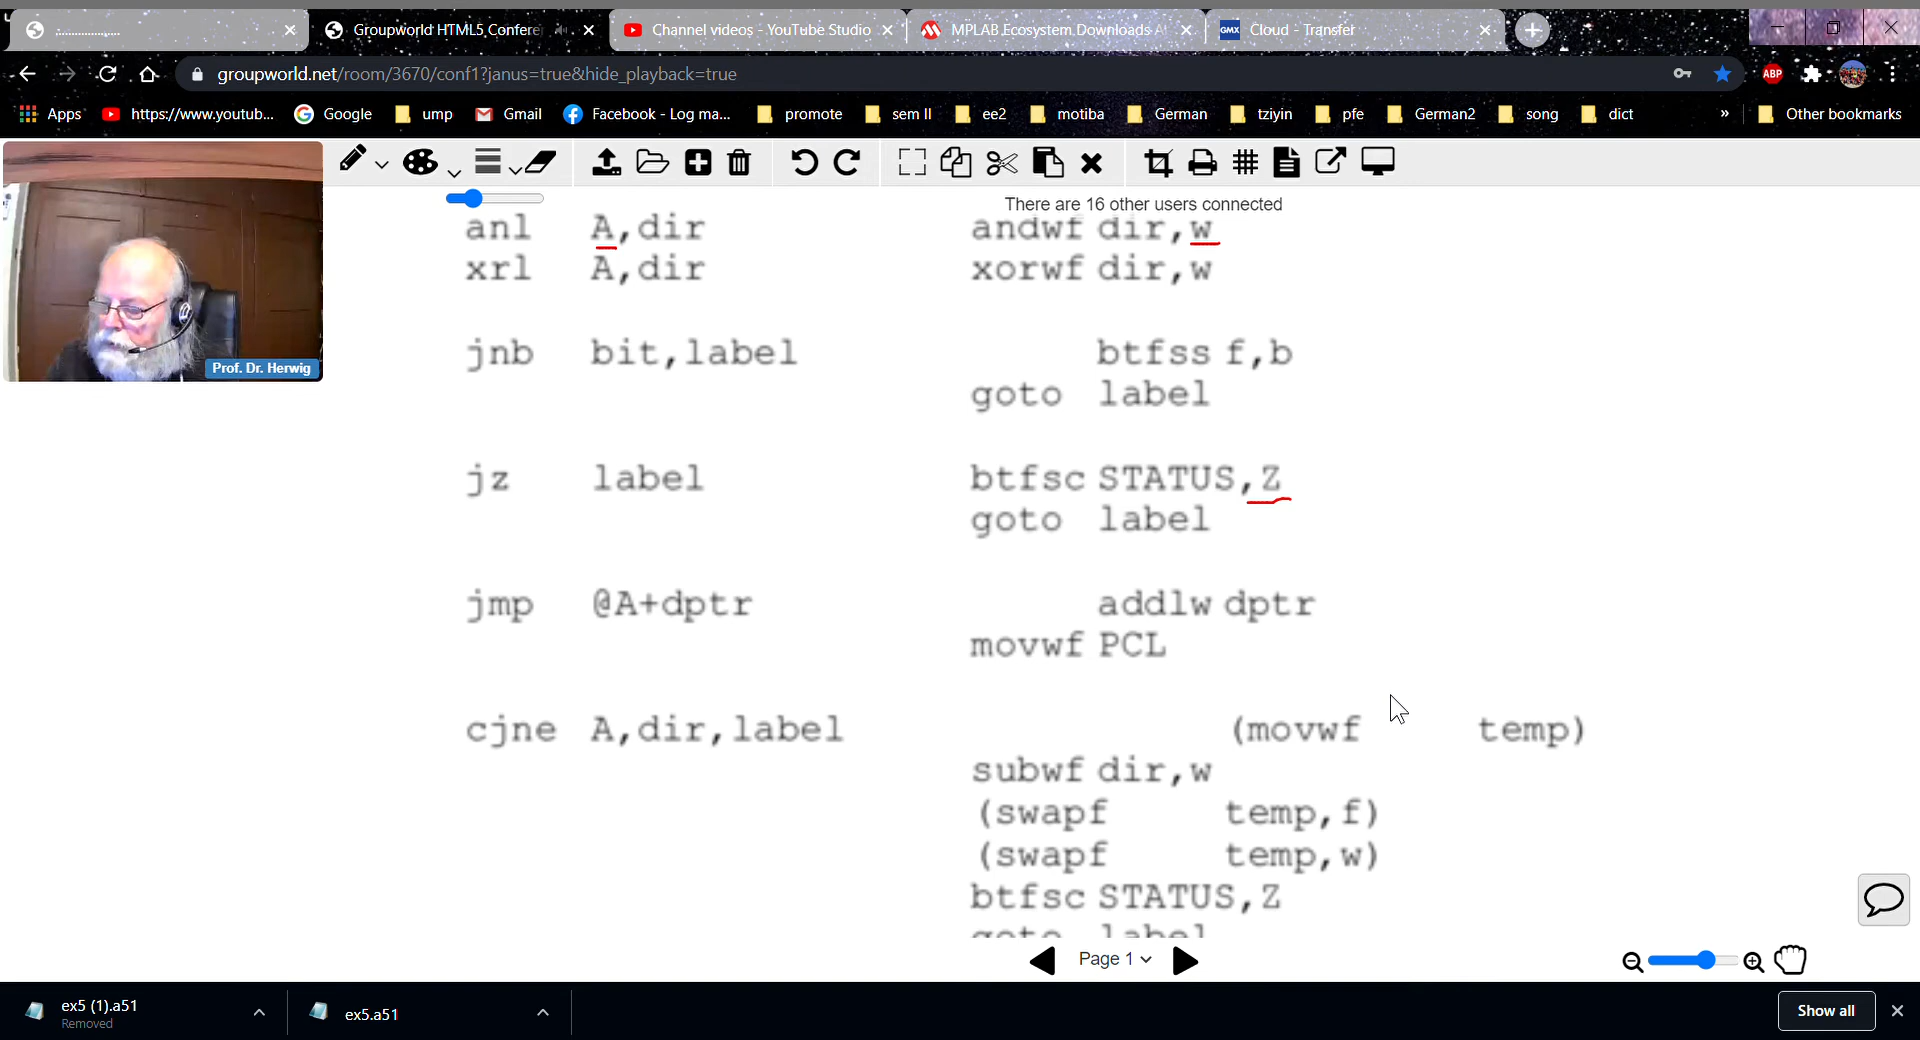 ....................
Groupworld HTML5 Confere
Channel videos - YouTube Studio
MPLAB Ecosystem Downloads A
GMX
Cloud - Transfer
groupworld.net/room/3670/conf1?janus=true&hide_playback=true
ABP
Apps
https://www.youtub...
Google
ump
Gmail
Facebook - Log ma...
promote
sem II
ee2
motiba
German
tziyin
pfe
German2
song
dict
»
Other bookmarks
There are 16 other users connected
Prof. Dr. Herwig
anl A,dir andwf dir,w
xrl A,dir xorwf dir,w
jnb bit,label btfss f,b
goto label
jz label btfsc STATUS,Z
goto label
jmp @A+dptr addlw dptr
movwf PCL
cjne A,dir,label (movwf temp)
subwf dir,w
(swapf temp,f)
(swapf temp,w)
btfsc STATUS,Z
goto label
Page 1
ex5 (1).a51
Removed
ex5.a51
Show all